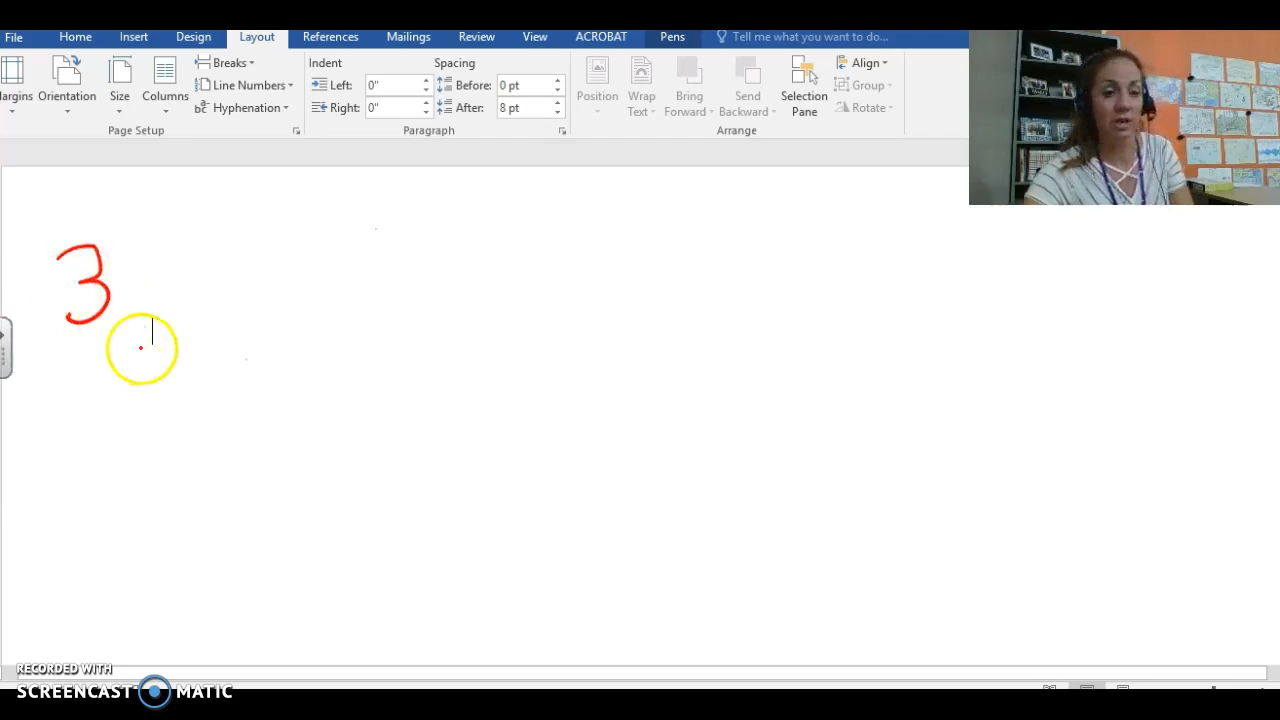 File Home Insert Design Layout References Mailings Review View ACROBAT Pens Tell me what you want to do...
Margins Orientation Size Columns Breaks Line Numbers Hyphenation
Page Setup
Indent Spacing
Left: 0" Before: 0 pt
Right: 0" After: 8 pt
Paragraph
Position Wrap Text Bring Forward Send Backward Selection Pane Align Group Rotate
Arrange
3
RECORDED WITH
SCREENCAST MATIC